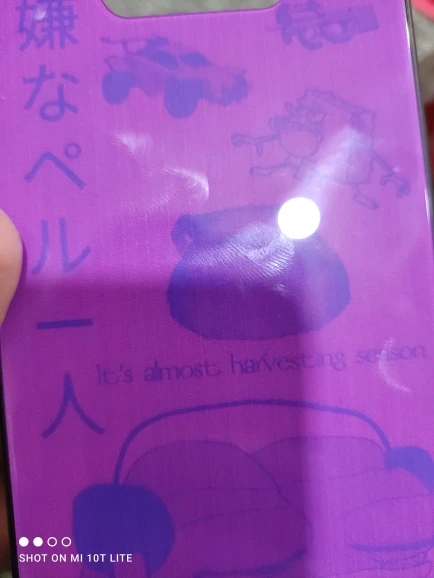 嫌なペルー人
It's almost harvesting season
SHOT ON MI 10T LITE